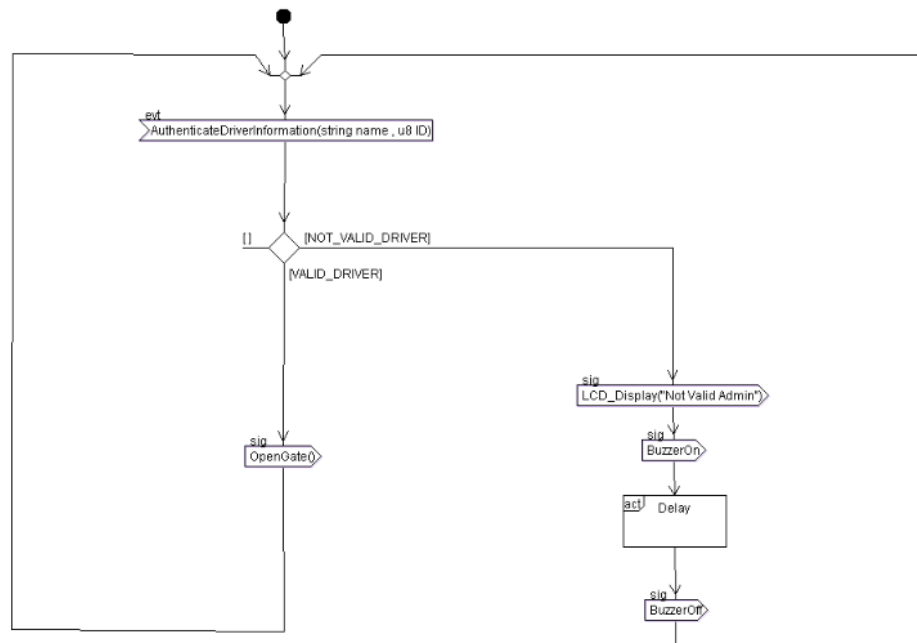 evt
AuthenticateDriverInformation(string name , u8 ID)
[ ]
[NOT_VALID_DRIVER]
[VALID_DRIVER]
sig
LCD_Display("Not Valid Admin")
sig
OpenGate()
sig
BuzzerOn
act
Delay
sig
BuzzerOff